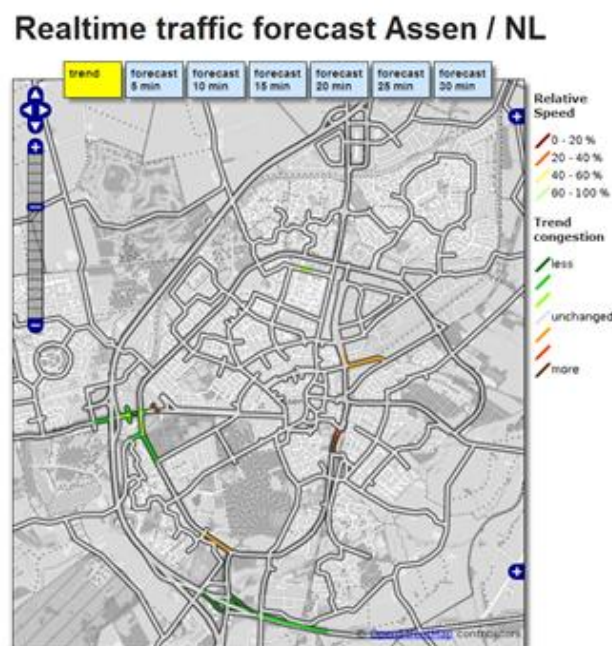 Realtime traffic forecast Assen / NL
trend
forecast
5 min
forecast
10 min
forecast
15 min
forecast
20 min
forecast
25 min
forecast
30 min
Relative
Speed
0 - 20 %
20 - 40 %
40 - 60 %
60 - 100 %
Trend
congestion
less
unchanged
more
© OpenStreetMap contributors